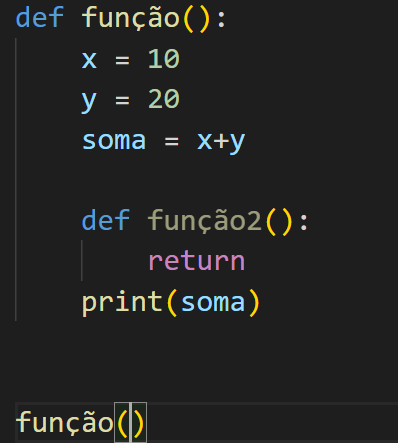 def função():
x = 10
y = 20
soma = x+y
def função2():
return
print(soma)
função()